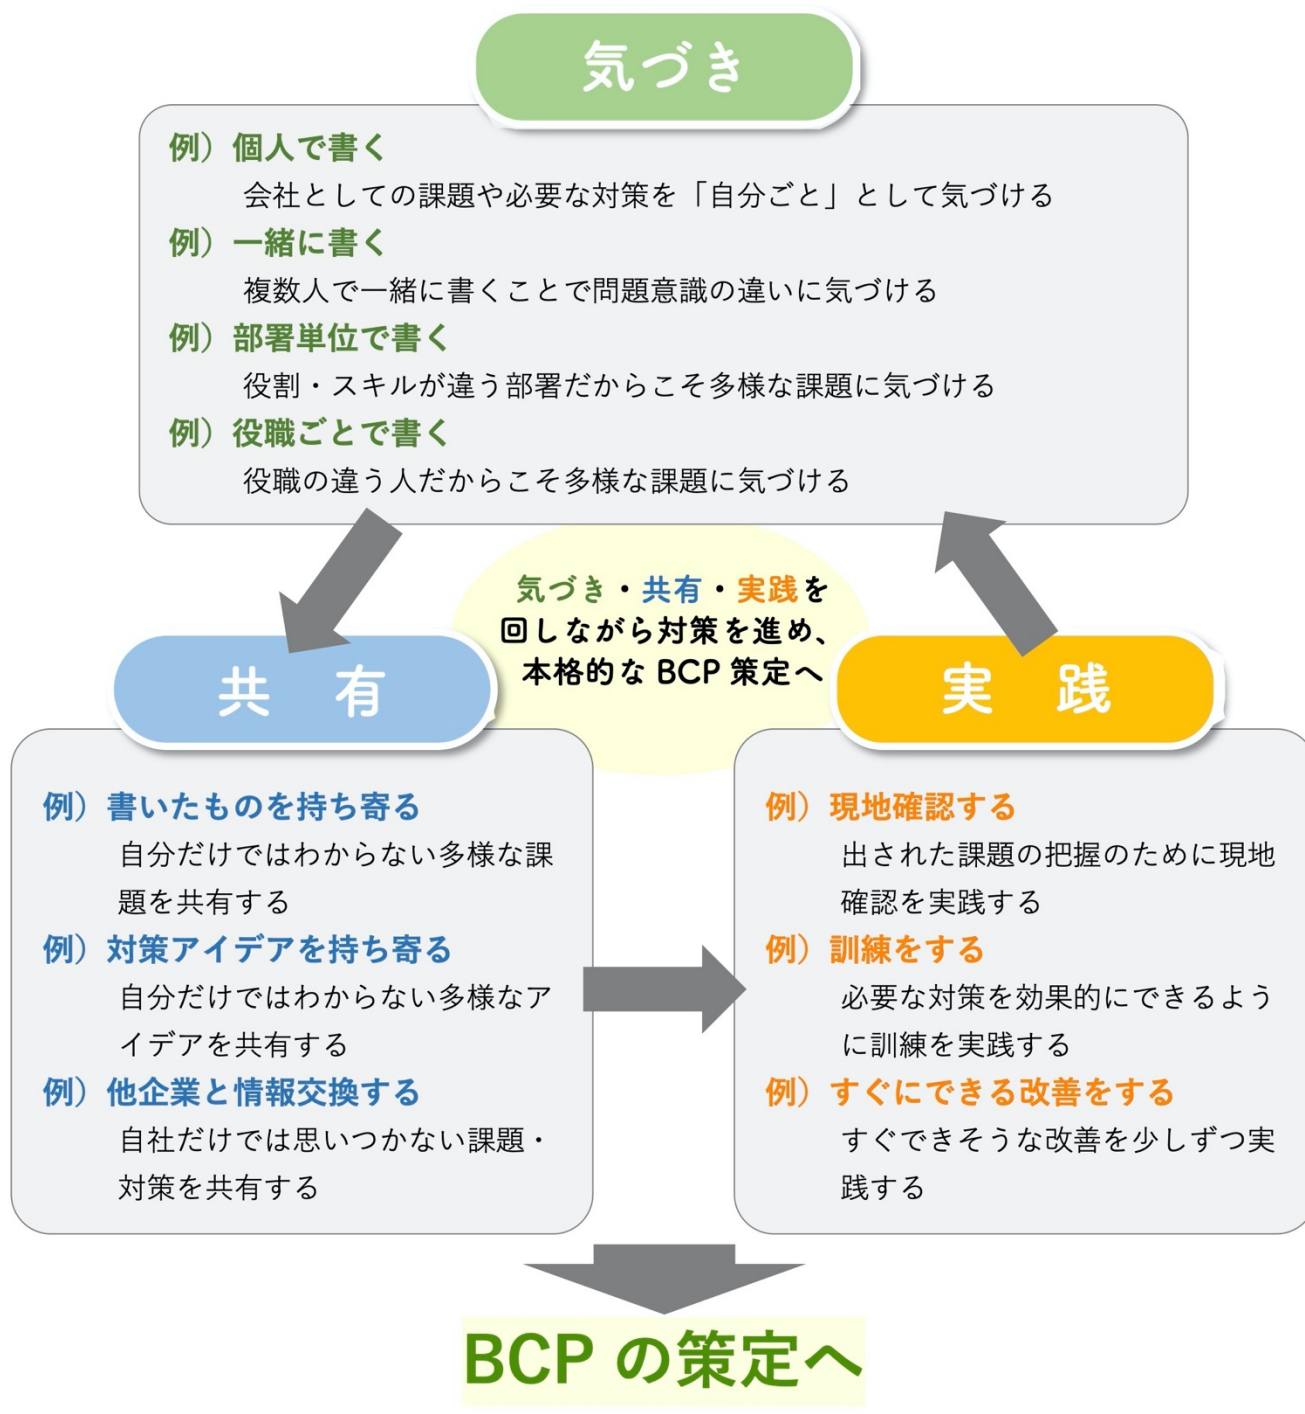 気づき
例）個人で書く
会社としての課題や必要な対策を「自分ごと」として気づける
例）一緒に書く
複数人で一緒に書くことで問題意識の違いに気づける
例）部署単位で書く
役割・スキルが違う部署だからこそ多様な課題に気づける
例）役職ごとで書く
役職の違う人だからこそ多様な課題に気づける
気づき・共有・実践を
回しながら対策を進め、
本格的な BCP 策定へ
共 有
例）書いたものを持ち寄る
自分だけではわからない多様な課
題を共有する
例）対策アイデアを持ち寄る
自分だけではわからない多様なア
イデアを共有する
例）他企業と情報交換する
自社だけでは思いつかない課題・
対策を共有する
実 践
例）現地確認する
出された課題の把握のために現地
確認を実践する
例）訓練をする
必要な対策を効果的にできるよう
に訓練を実践する
例）すぐにできる改善をする
すぐできそうな改善を少しずつ実
践する
BCP の策定へ